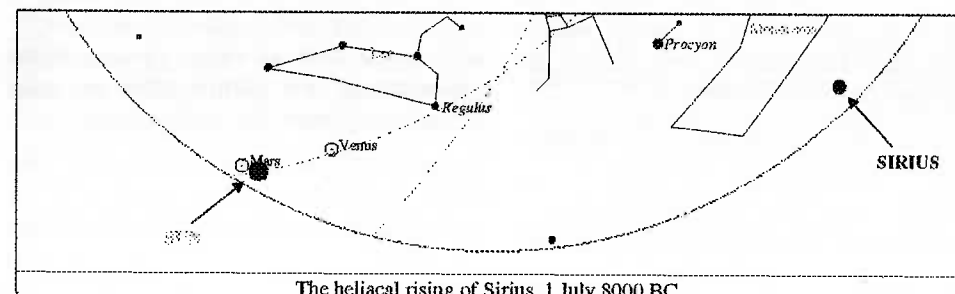 Procyon
Regulus
Venus
Mars
SIRIUS
The heliacal rising of Sirius, 1 July 8000 BC